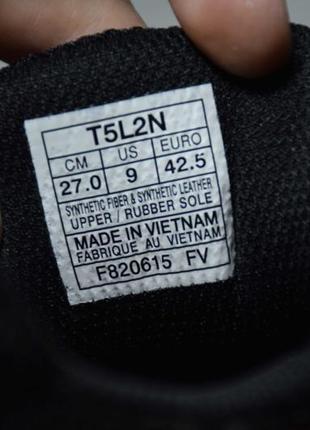 T5L2N
CM US EURO
27.0 9 42.5
SYNTHETIC FIBER & SYNTHETIC LEATHER
UPPER / RUBBER SOLE
MADE IN VIETNAM
FABRIQUE AU VIETNAM
F820615 FV